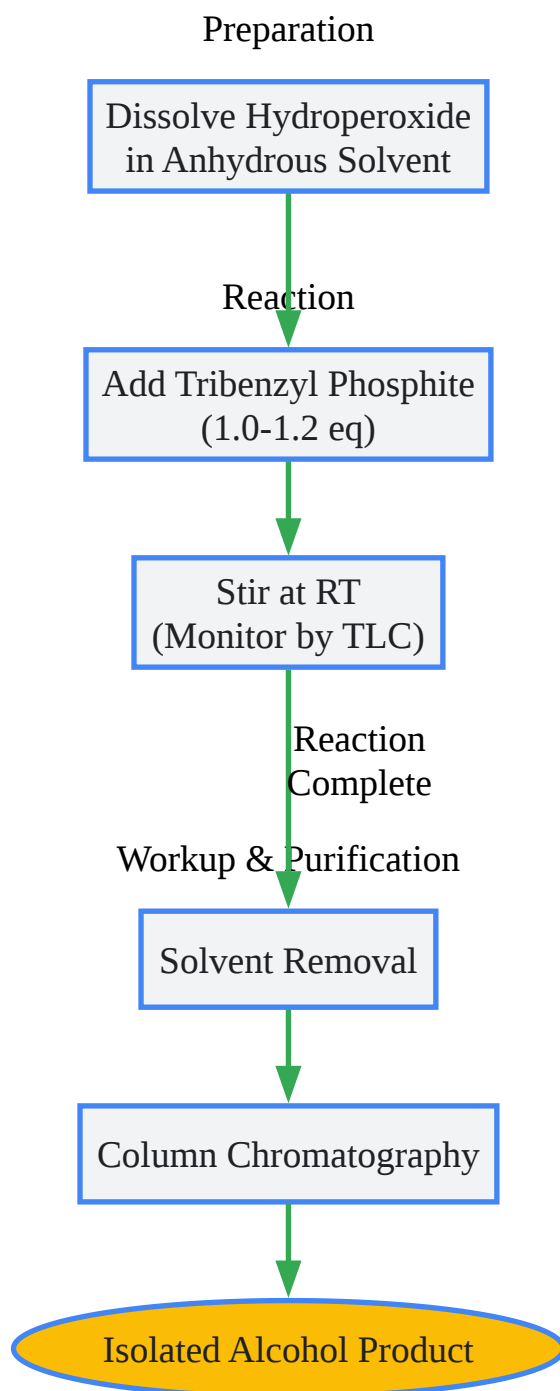 Preparation
Dissolve Hydroperoxide
in Anhydrous Solvent
Reaction
Add Tribenzyl Phosphite
(1.0-1.2 eq)
Stir at RT
(Monitor by TLC)
Reaction
Complete
Workup & Purification
Solvent Removal
Column Chromatography
Isolated Alcohol Product